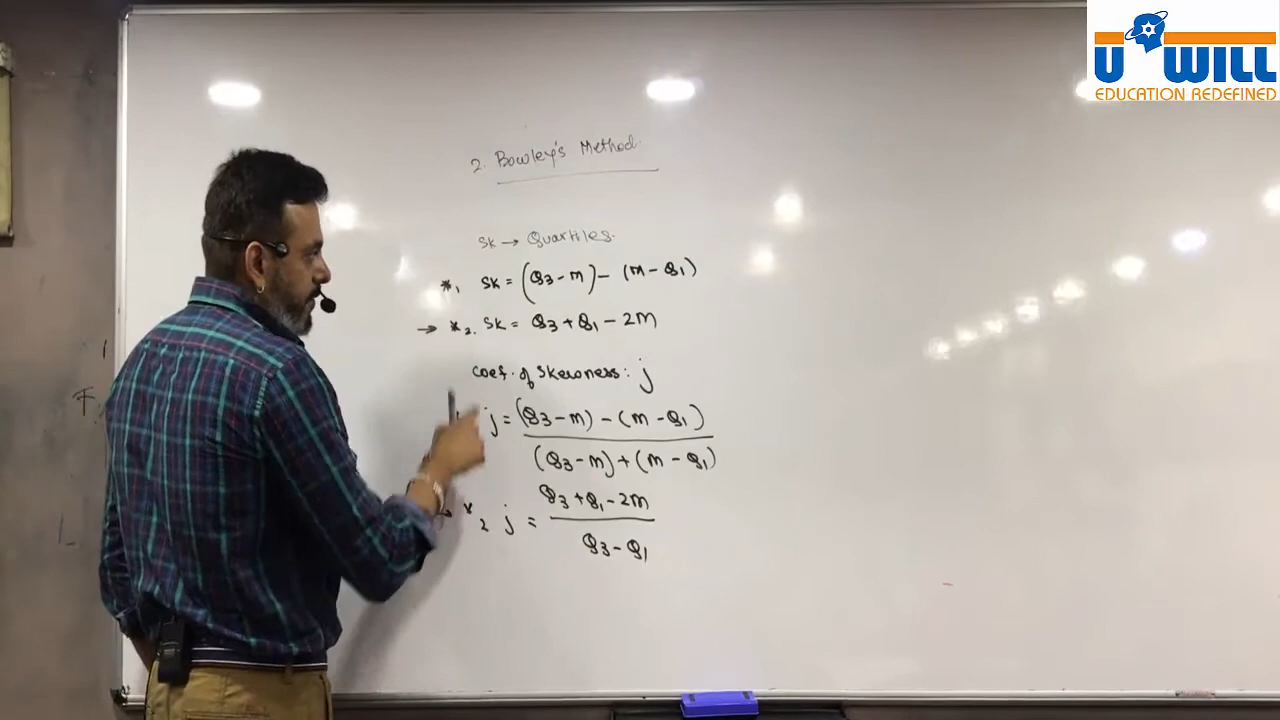 U WILL
EDUCATION REDEFINED
2. Bowley's Method.
Sk → Quartiles.
*1 Sk = (Q3 - M) - (M - Q1)
→ *2. Sk = Q3 + Q1 - 2M
Coef. of Skewness: j
j = (Q3 - M) - (M - Q1)
(Q3 - M) + (M - Q1)
*2 j = Q3 + Q1 - 2M
Q3 - Q1